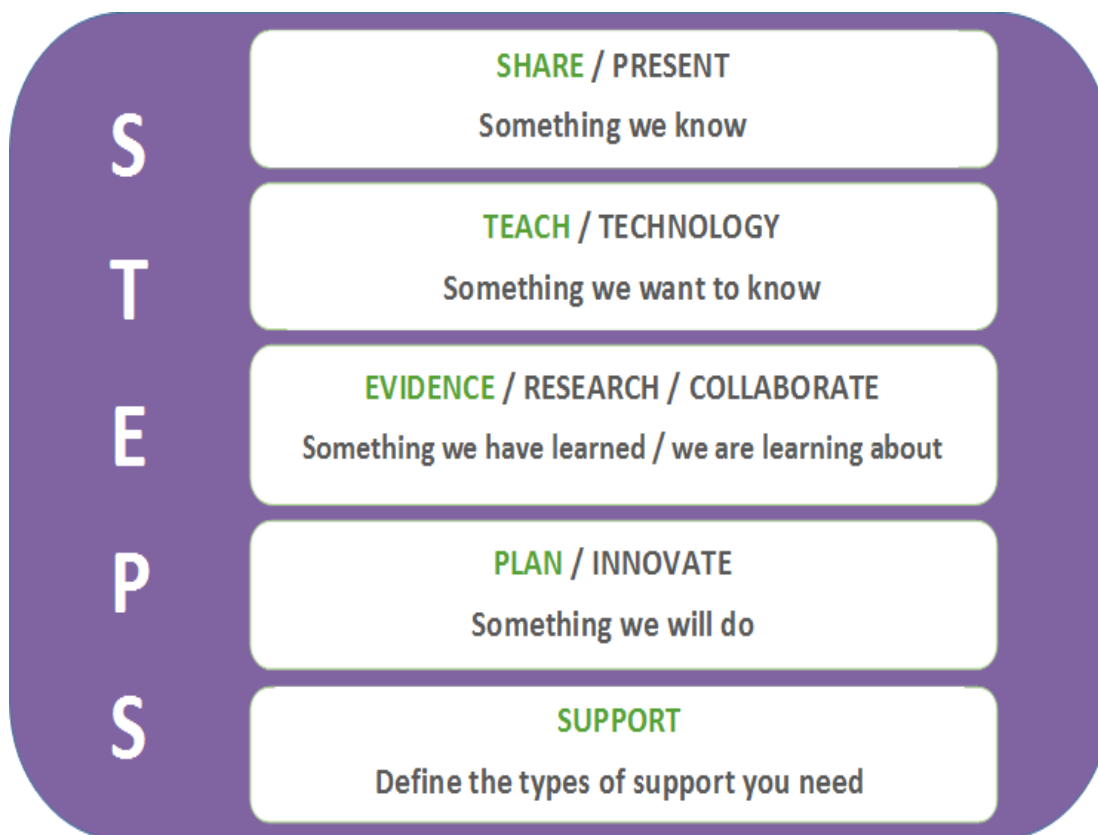 S
SHARE / PRESENT
Something we know
T
TEACH / TECHNOLOGY
Something we want to know
E
EVIDENCE / RESEARCH / COLLABORATE
Something we have learned / we are learning about
P
PLAN / INNOVATE
Something we will do
S
SUPPORT
Define the types of support you need